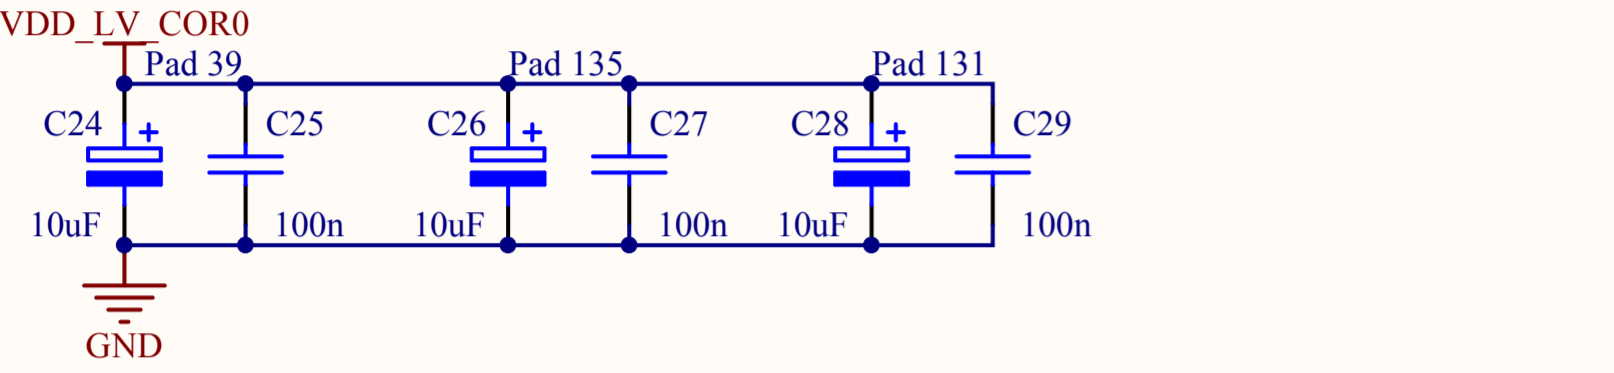 VDD_LV_COR0
Pad 39 Pad 135 Pad 131
C24 + C25 C26 + C27 C28 + C29
10uF 100n 10uF 100n 10uF 100n
GND